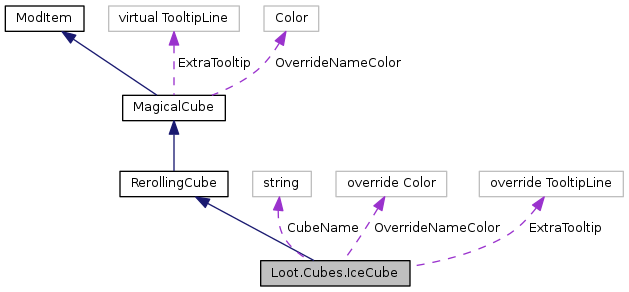 ModItem
virtual TooltipLine
Color
ExtraTooltip
OverrideNameColor
MagicalCube
RerollingCube
string
override Color
override TooltipLine
CubeName
OverrideNameColor
ExtraTooltip
Loot.Cubes.IceCube